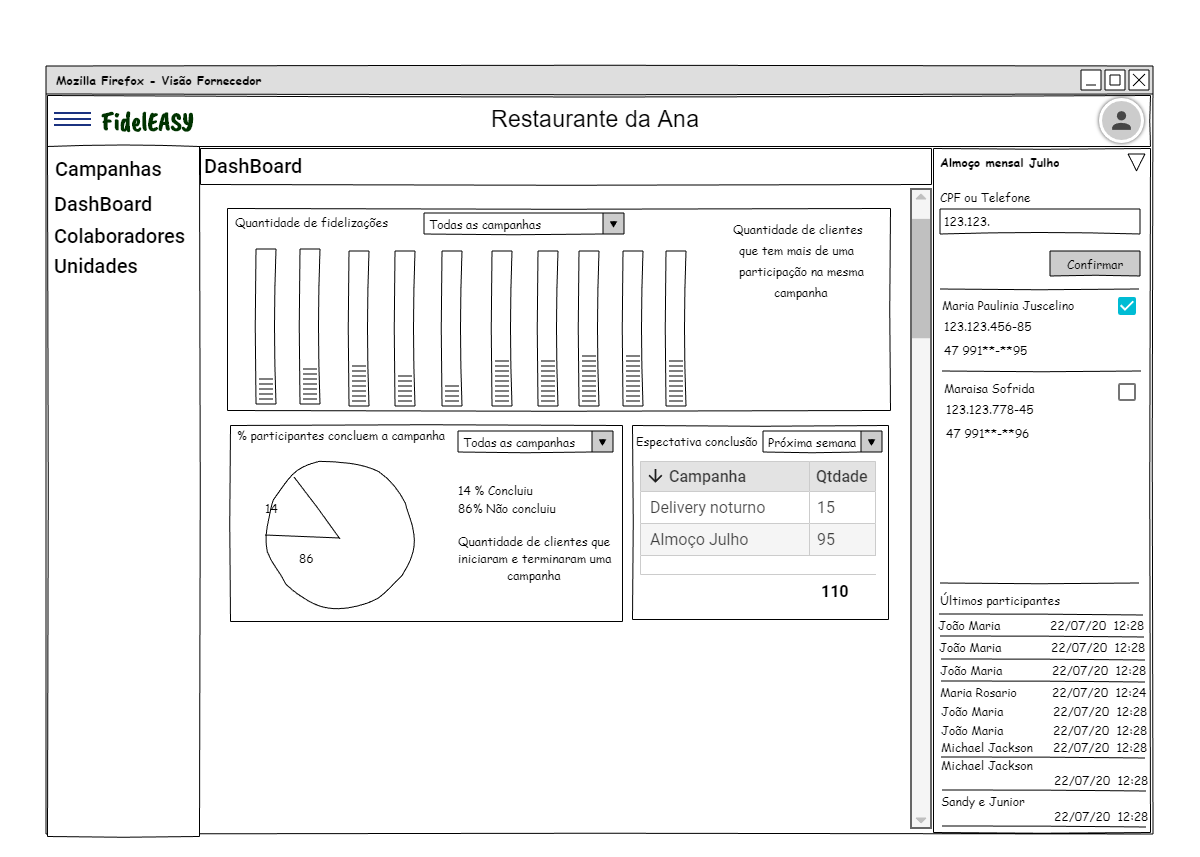 Mozilla Firefox - Visão Fornecedor
FidelEASY
Restaurante da Ana
Campanhas
DashBoard
Colaboradores
Unidades
DashBoard
Quantidade de fidelizações
Todas as campanhas
Quantidade de clientes
que tem mais de uma
participação na mesma
campanha
% participantes concluem a campanha
Todas as campanhas
14
86
14 % Concluiu
86% Não concluiu
Quantidade de clientes que
iniciaram e terminaram uma
campanha
Espectativa conclusão
Próxima semana
Campanha Qtdade
Delivery noturno 15
Almoço Julho 95
110
Almoço mensal Julho
CPF ou Telefone
123.123.
Confirmar
Maria Paulinia Juscelino
123.123.456-85
47 991**-**95
Maraisa Sofrida
123.123.778-45
47 991**-**96
Últimos participantes
João Maria 22/07/20 12:28
João Maria 22/07/20 12:28
João Maria 22/07/20 12:28
Maria Rosario 22/07/20 12:24
João Maria 22/07/20 12:28
João Maria 22/07/20 12:28
Michael Jackson 22/07/20 12:28
Michael Jackson
22/07/20 12:28
Sandy e Junior
22/07/20 12:28